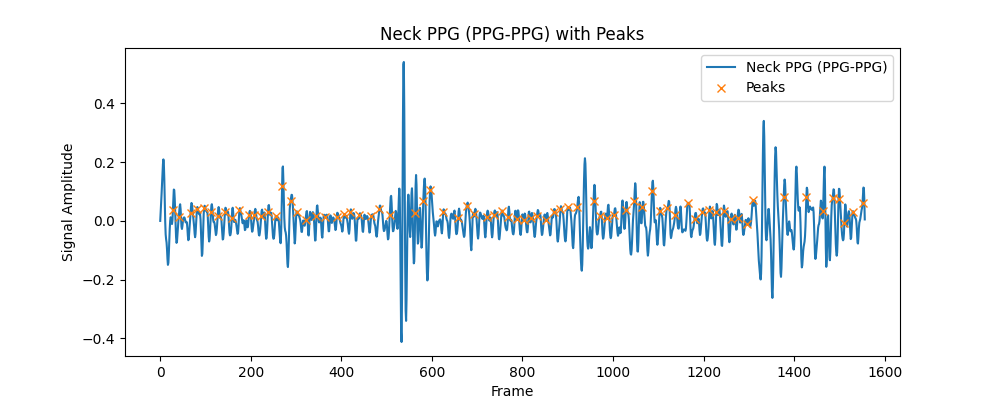 Neck PPG (PPG-PPG) with Peaks
Neck PPG (PPG-PPG)
Peaks
Signal Amplitude
0.4
0.2
0.0
−0.2
−0.4
0 200 400 600 800 1000 1200 1400 1600
Frame